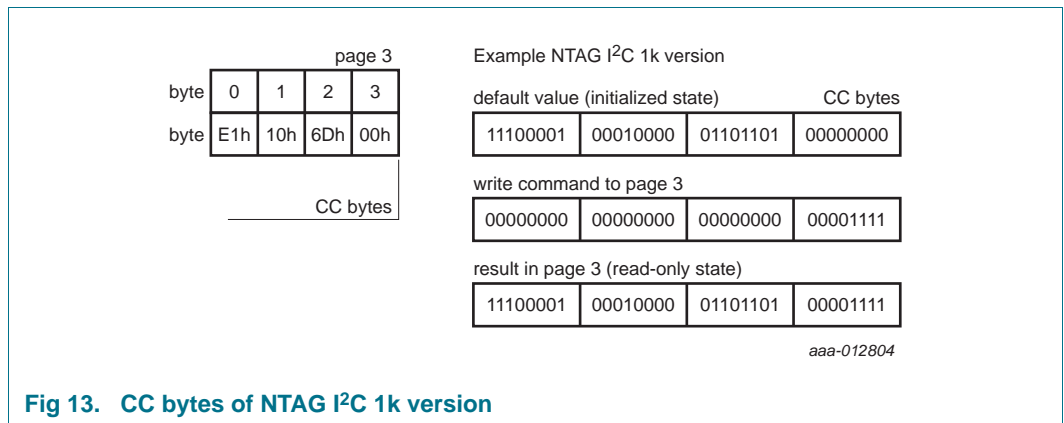 page 3
byte 0 1 2 3
byte E1h 10h 6Dh 00h
CC bytes
Example NTAG I²C 1k version
default value (initialized state) CC bytes
11100001 00010000 01101101 00000000
write command to page 3
00000000 00000000 00000000 00001111
result in page 3 (read-only state)
11100001 00010000 01101101 00001111
aaa-012804
Fig 13. CC bytes of NTAG I²C 1k version